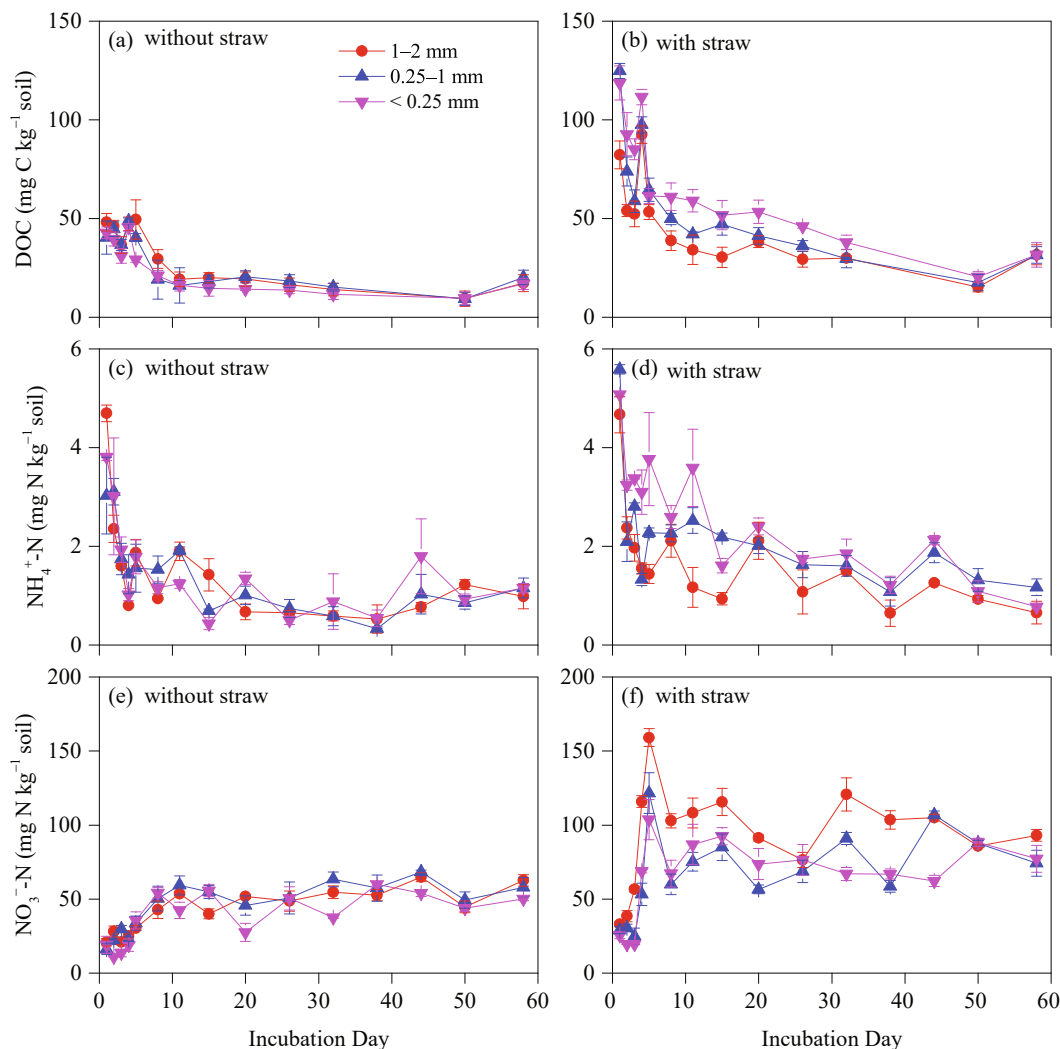 150
100
50
0
DOC (mg C kg⁻¹ soil)
(a) without straw
1–2 mm
0.25–1 mm
< 0.25 mm
150
100
50
0
(b) with straw
6
4
2
0
NH₄⁺-N (mg N kg⁻¹ soil)
(c) without straw
6
4
2
0
(d) with straw
200
150
100
50
0
NO₃⁻-N (mg N kg⁻¹ soil)
(e) without straw
200
150
100
50
0
(f) with straw
0 10 20 30 40 50 60
0 10 20 30 40 50 60
Incubation Day
Incubation Day